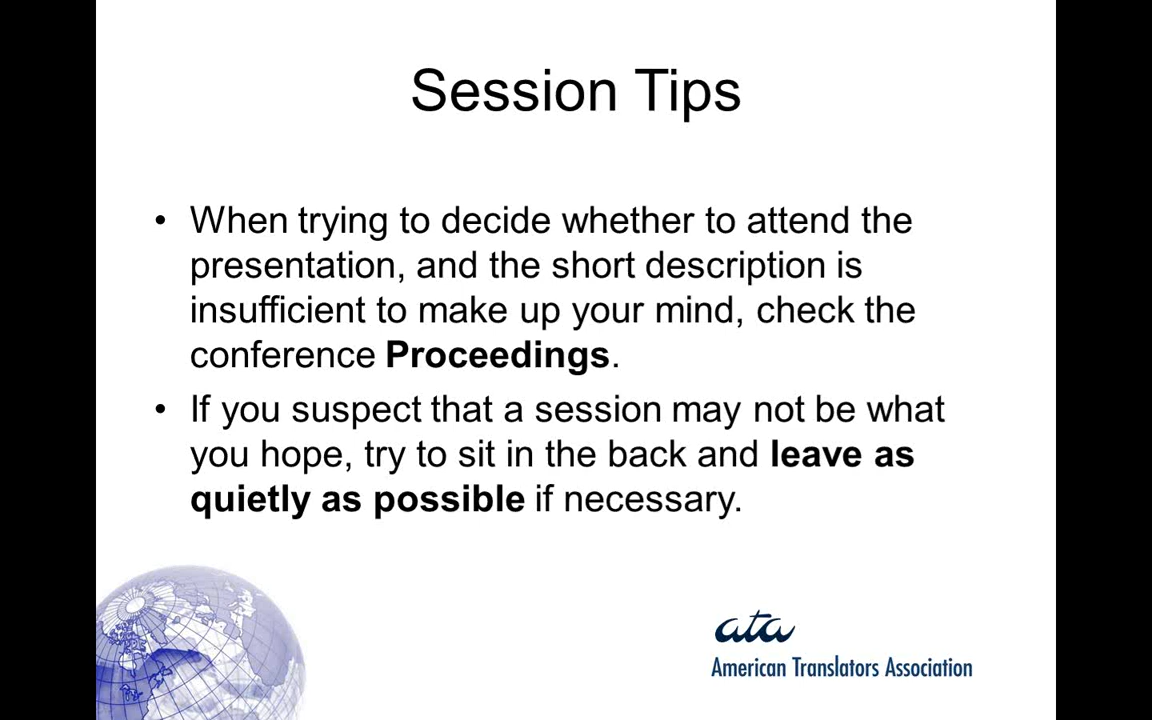 Session Tips
• When trying to decide whether to attend the
presentation, and the short description is
insufficient to make up your mind, check the
conference Proceedings.
• If you suspect that a session may not be what
you hope, try to sit in the back and leave as
quietly as possible if necessary.
ata
American Translators Association